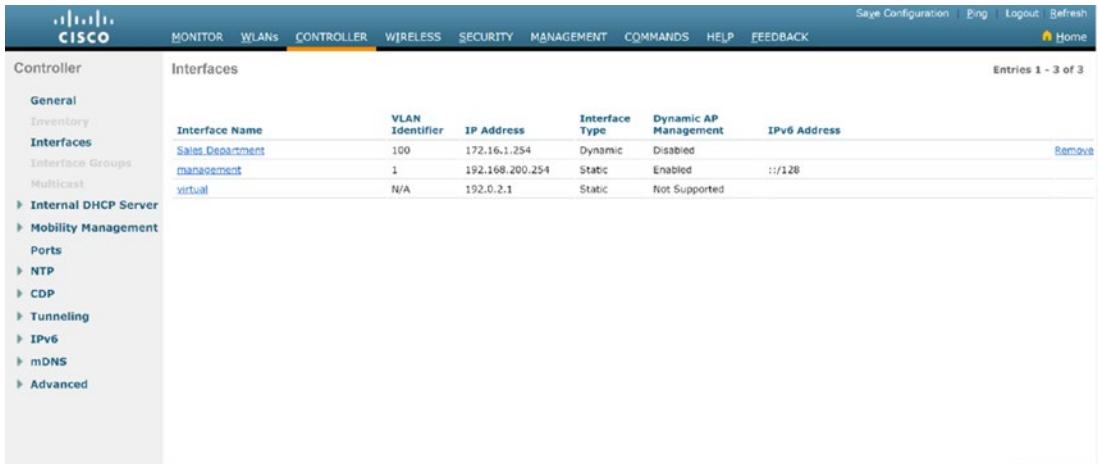 Save Configuration | Ping | Logout | Refresh
CISCO
MONITOR WLANs CONTROLLER WIRELESS SECURITY MANAGEMENT COMMANDS HELP FEEDBACK
Home
Controller
General
Inventory
Interfaces
Interface Groups
Multicast
Internal DHCP Server
Mobility Management
Ports
NTP
CDP
Tunneling
IPv6
mDNS
Advanced
Interfaces
Entries 1 - 3 of 3
Interface Name VLAN Identifier IP Address Interface Type Dynamic AP Management IPv6 Address
Sales Department 100 172.16.1.254 Dynamic Disabled Remove
management 1 192.168.200.254 Static Enabled ::/128
virtual N/A 192.0.2.1 Static Not Supported